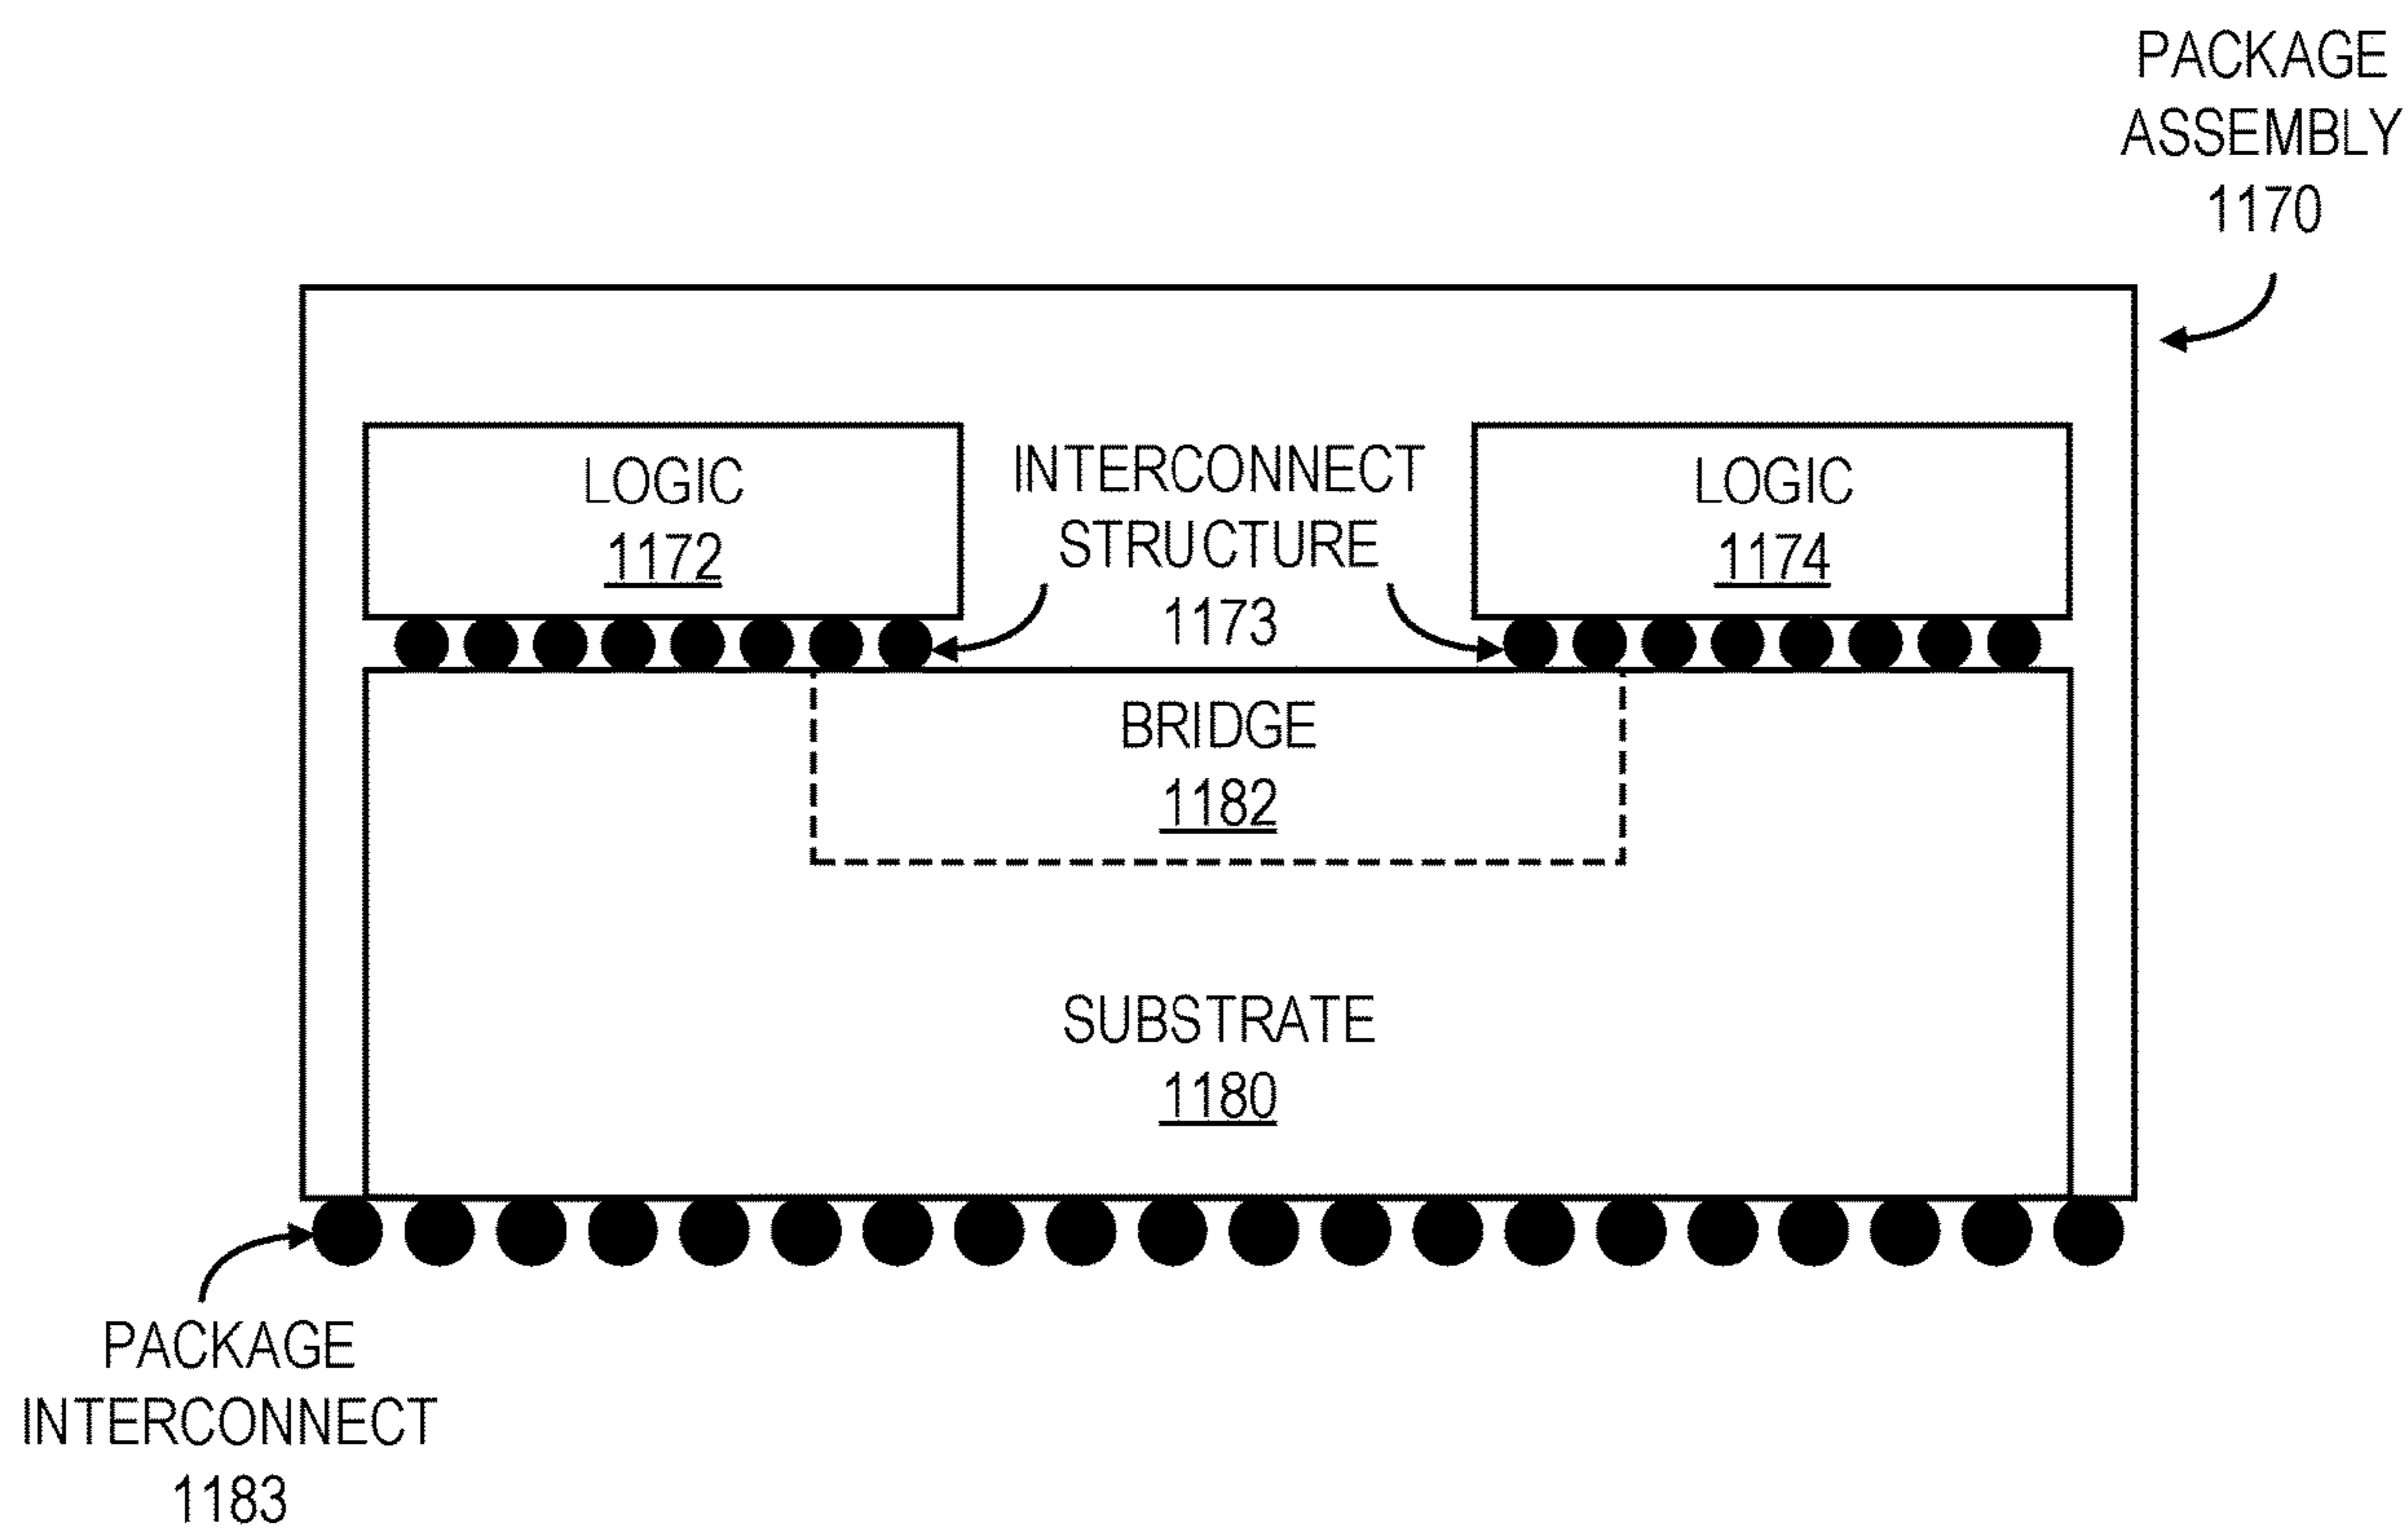 PACKAGE
ASSEMBLY
1170
LOGIC
1172
INTERCONNECT
STRUCTURE
1173
LOGIC
1174
BRIDGE
1182
SUBSTRATE
1180
PACKAGE
INTERCONNECT
1183